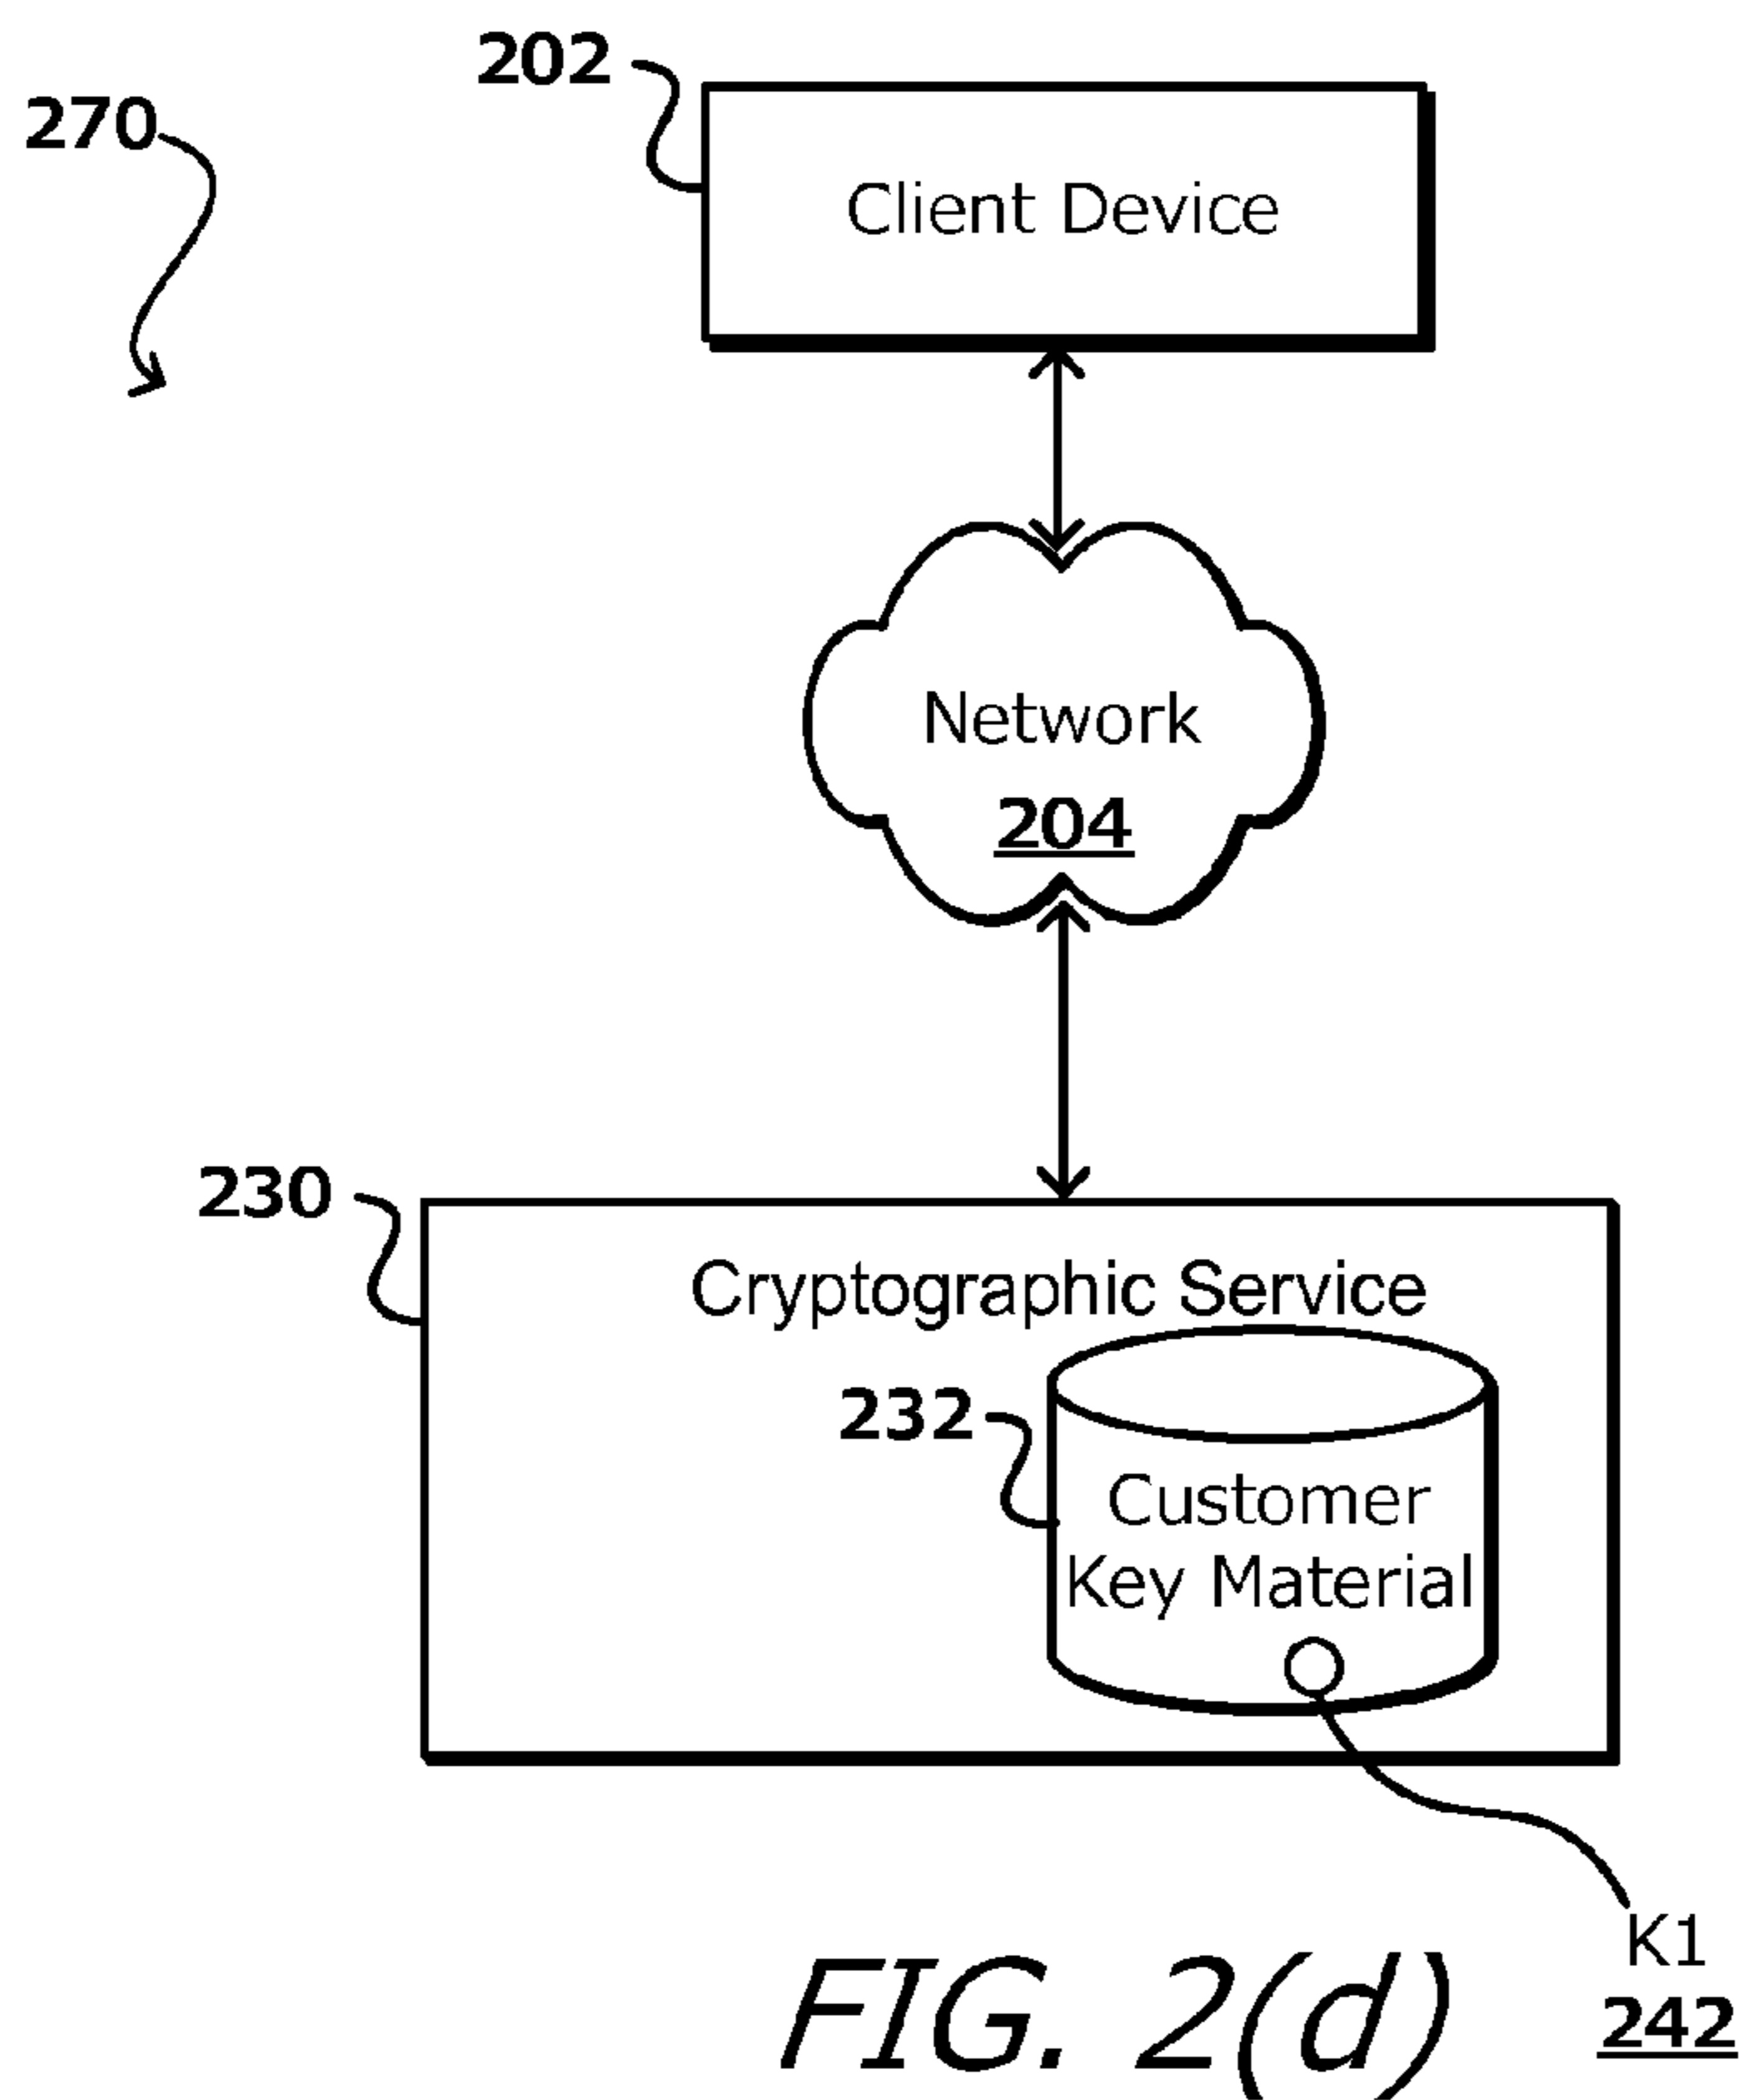 202
270
Client Device
Network
204
230
Cryptographic Service
232
Customer
Key Material
K1
242
FIG. 2(d)